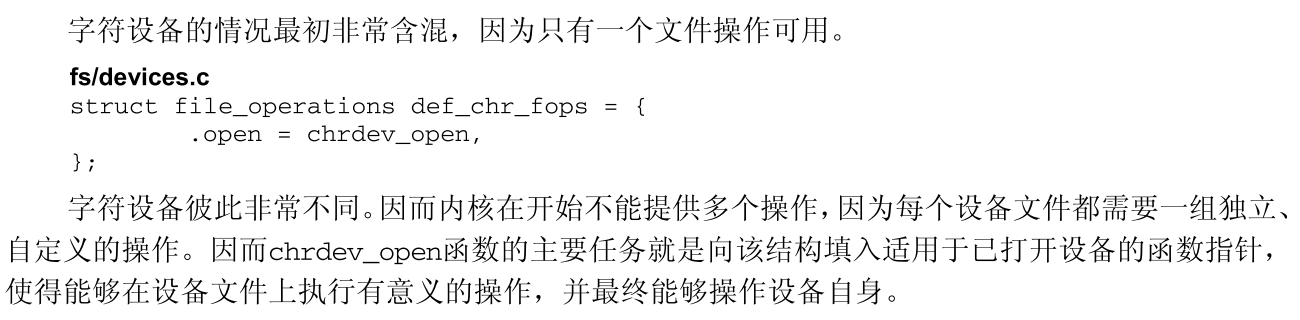 字符设备的情况最初非常含混，因为只有一个文件操作可用。
fs/devices.c
struct file_operations def_chr_fops = {
        .open = chrdev_open,
};
字符设备彼此非常不同。因而内核在开始不能提供多个操作，因为每个设备文件都需要一组独立、
自定义的操作。因而chrdev_open函数的主要任务就是向该结构填入适用于已打开设备的函数指针，
使得能够在设备文件上执行有意义的操作，并最终能够操作设备自身。